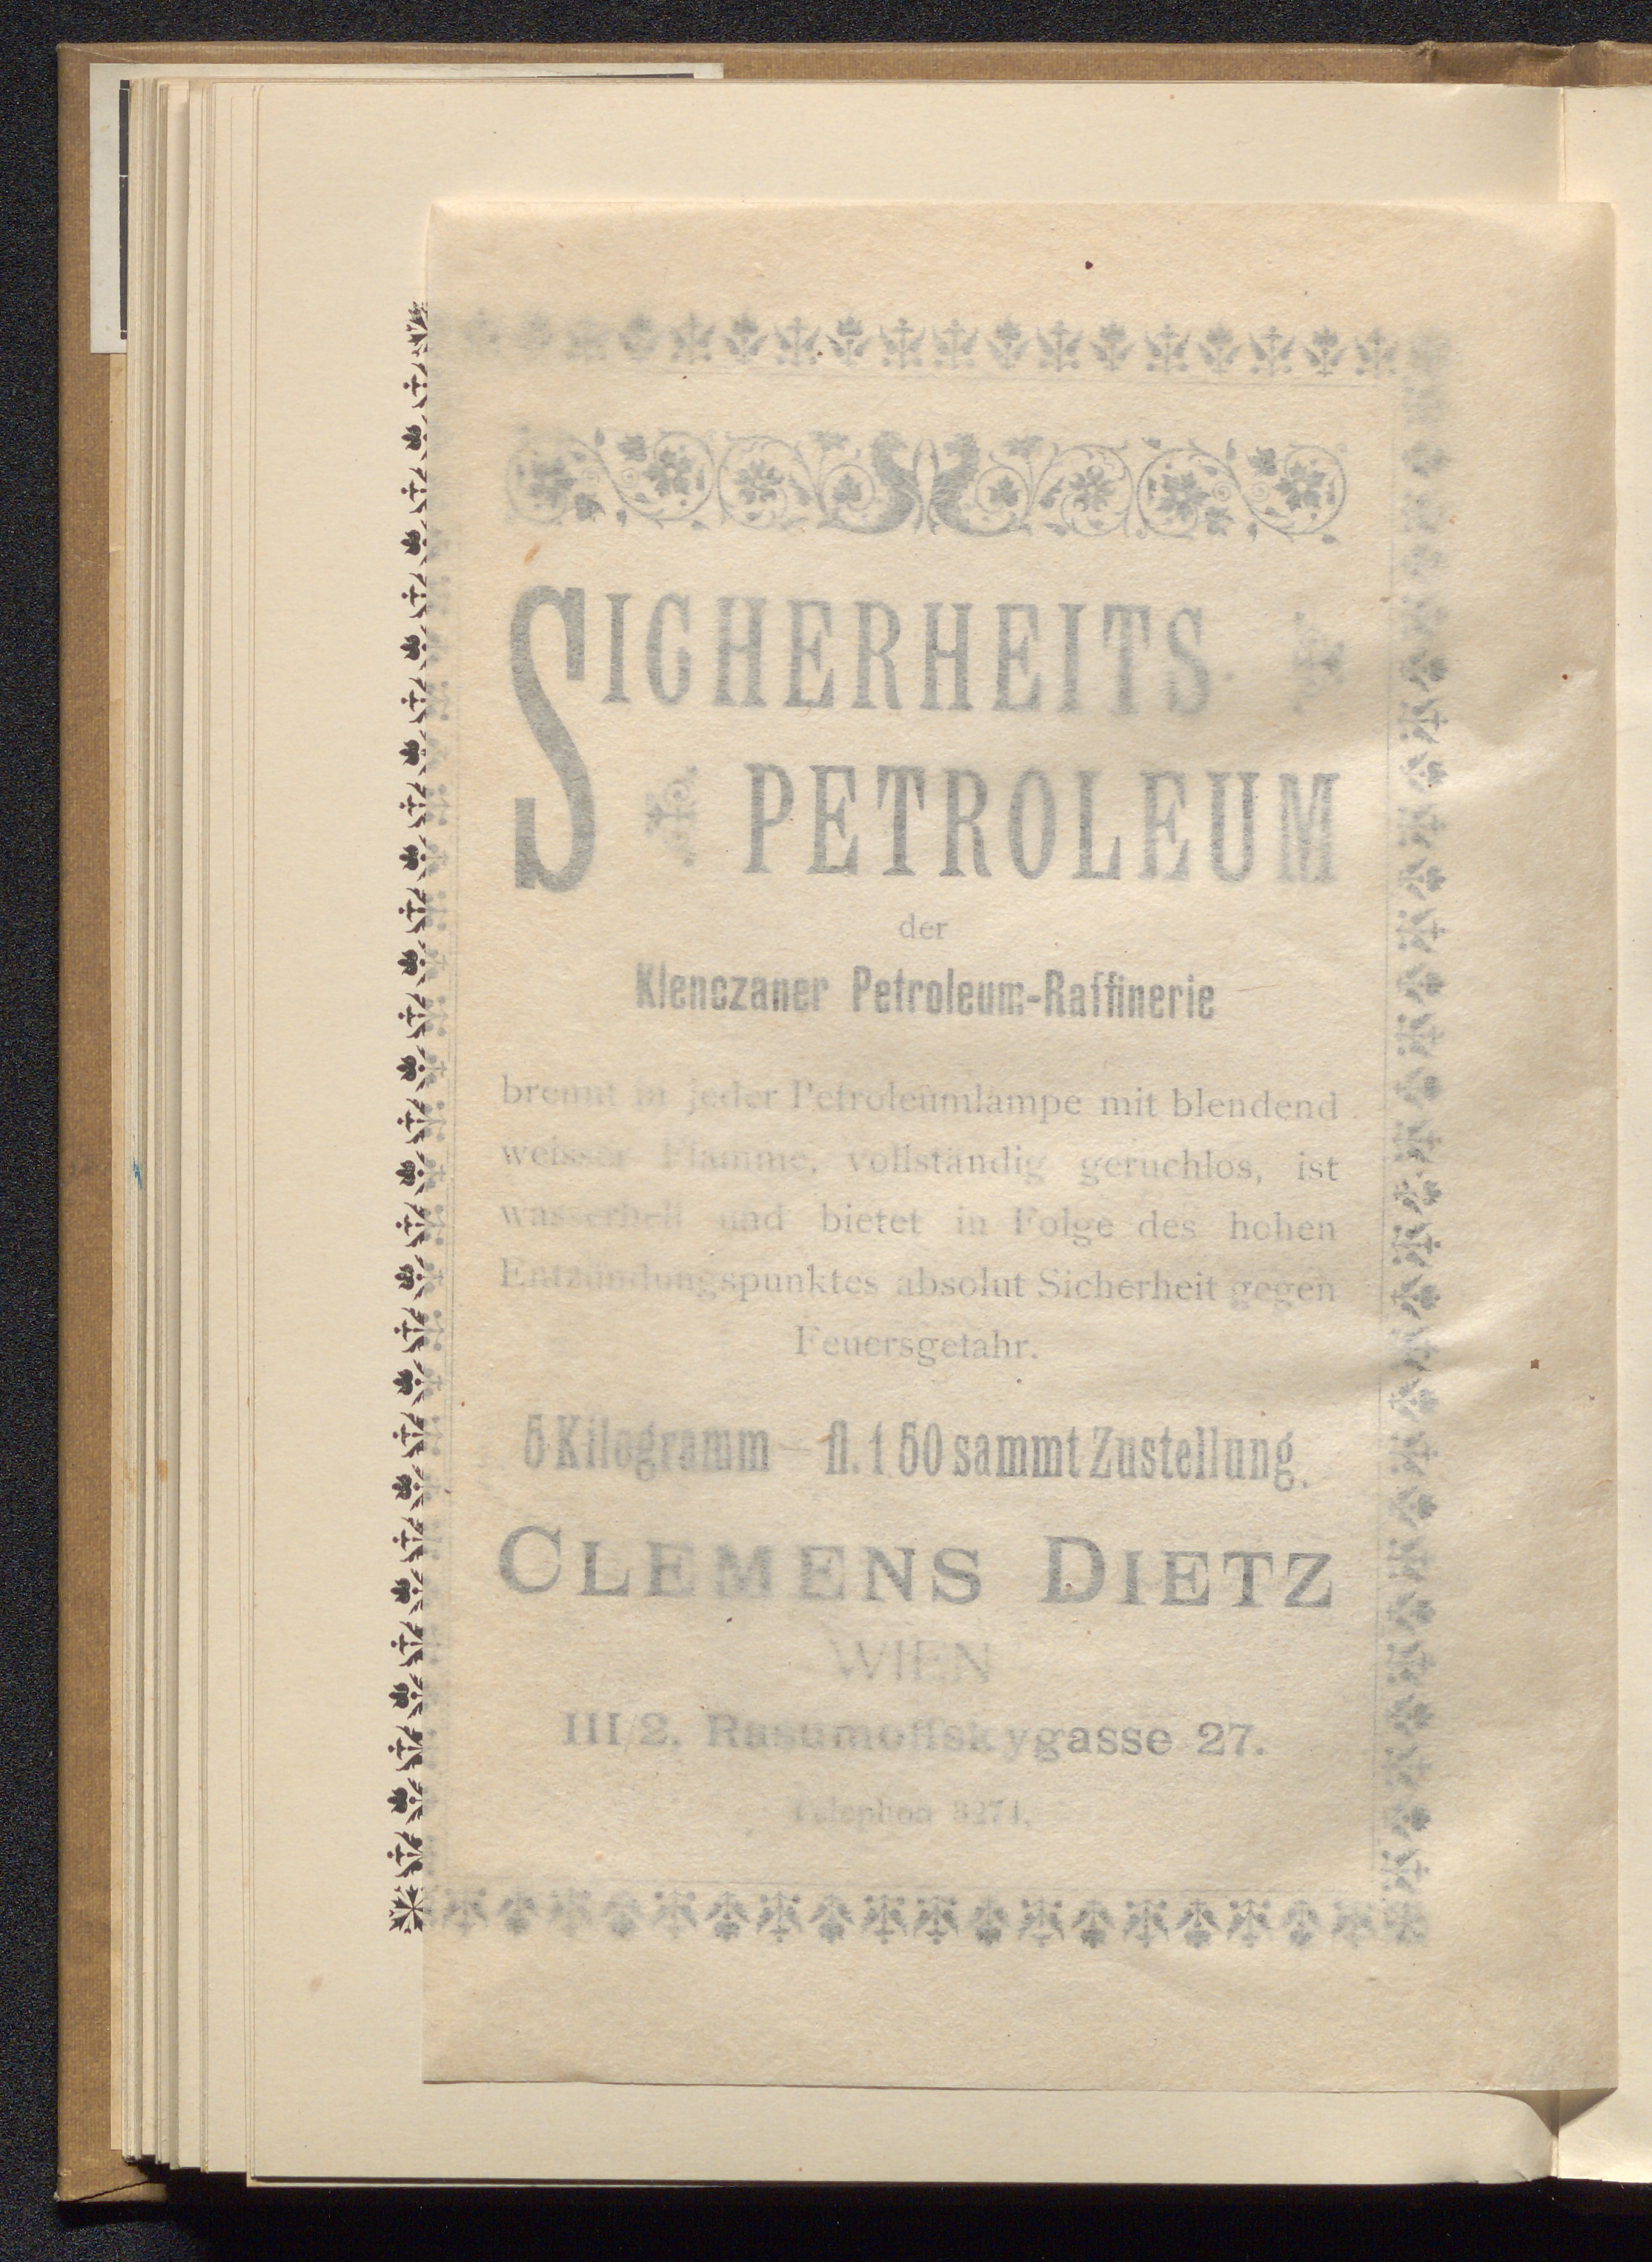 SICHERHEITS
PETROLEUM
der
Klenczaner Petroleum-Raffinerie
brennt in jeder Petroleumlampe mit blendend
weisser Flamme, vollständig geruchlos, ist
wasserhell und bietet in Folge des hohen
Entzündungspunktes absolut Sicherheit gegen
Feuersgefahr.
5 Kilogramm — fl. 1 50 sammt Zustellung.
CLEMENS DIETZ
WIEN
III/2, Rasumoffskygasse 27.
Telephon